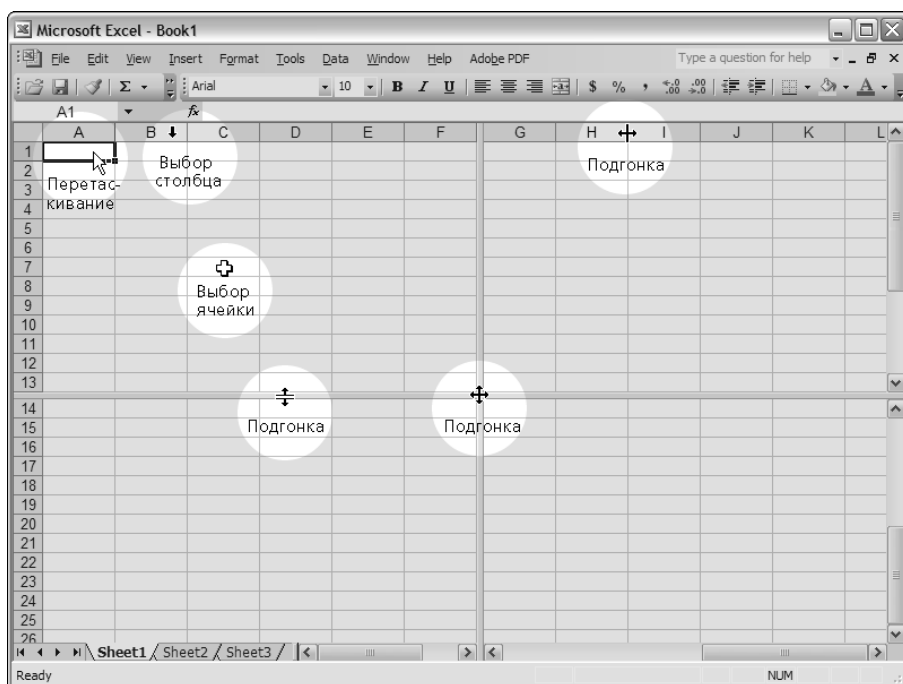 Microsoft Excel - Book1
File Edit View Insert Format Tools Data Window Help Adobe PDF Type a question for help
Σ Arial 10 B I U $ % , .00 .0 A
A1 fx
A B C D E F G H I J K L
1
2
3
4
5
6
7
8
9
10
11
12
13
14
15
16
17
18
19
20
21
22
23
24
25
26
Перетас-
кивание
Выбор
столбца
Подгонка
Выбор
ячейки
Подгонка
Подгонка
Sheet1 Sheet2 Sheet3
Ready NUM